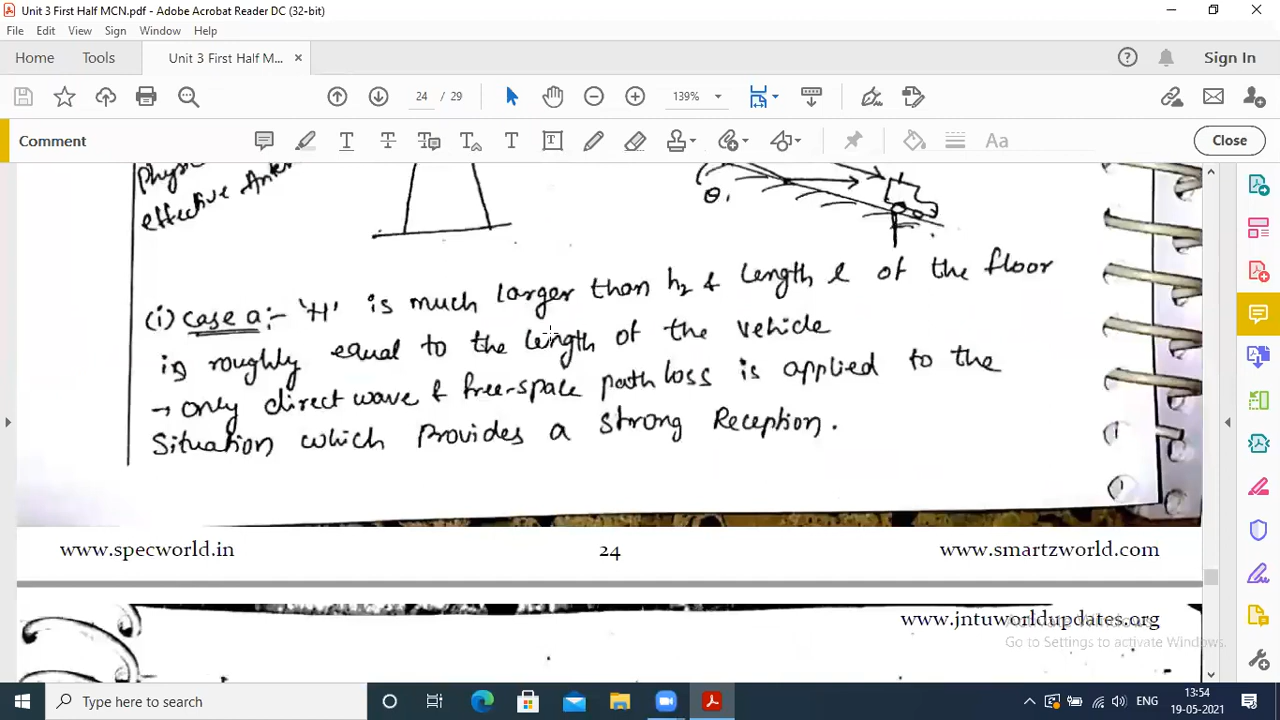 Unit 3 First Half MCN.pdf - Adobe Acrobat Reader DC (32-bit)
File Edit View Sign Window Help
Home Tools Unit 3 First Half M... × Sign In
24 / 29 139%
Comment Close
effective
θ₁
(i) case a:- 'H' is much larger than h₂ & length l of the floor
is roughly equal to the length of the vehicle
→ only direct wave & free-space path loss is applied to the
Situation which Provides a Strong Reception.
www.specworld.in 24 www.smartzworld.com
www.jntuworldupdates.org
Activate Windows
Go to Settings to activate Windows.
Type here to search
ENG 13:54
19-05-2021